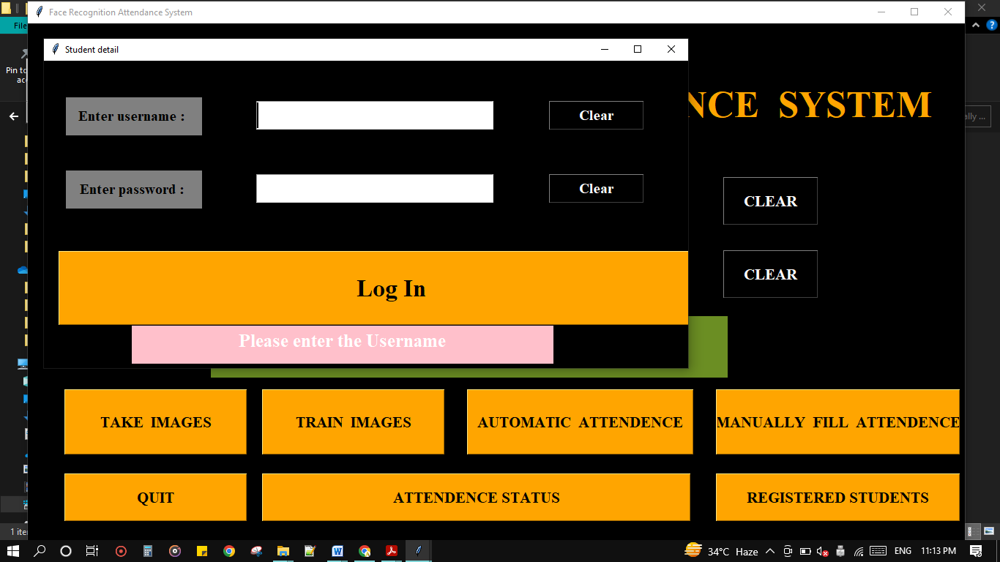 Face Recognition Attendance System
File
Student detail
Pin to
acc
Enter username :
Clear
NCE SYSTEM
ally ...
Enter password :
Clear
CLEAR
CLEAR
Log In
Please enter the Username
TAKE IMAGES
TRAIN IMAGES
AUTOMATIC ATTENDENCE
MANUALLY FILL ATTENDENCE
QUIT
ATTENDENCE STATUS
REGISTERED STUDENTS
1 iter
34°C Haze
ENG
11:13 PM